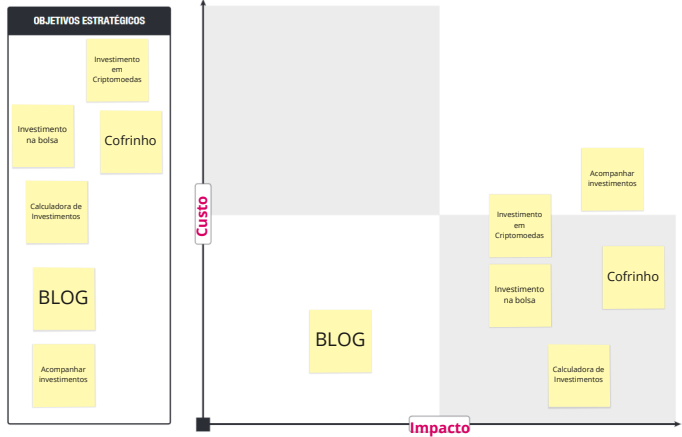 OBJETIVOS ESTRATÉGICOS
Investimento
em
Criptomoedas
Investimento
na bolsa
Cofrinho
Calculadora de
Investimentos
BLOG
Acompanhar
investimentos
Custo
Acompanhar
investimentos
Investimento
em
Criptomoedas
Cofrinho
Investimento
na bolsa
BLOG
Calculadora de
Investimentos
Impacto